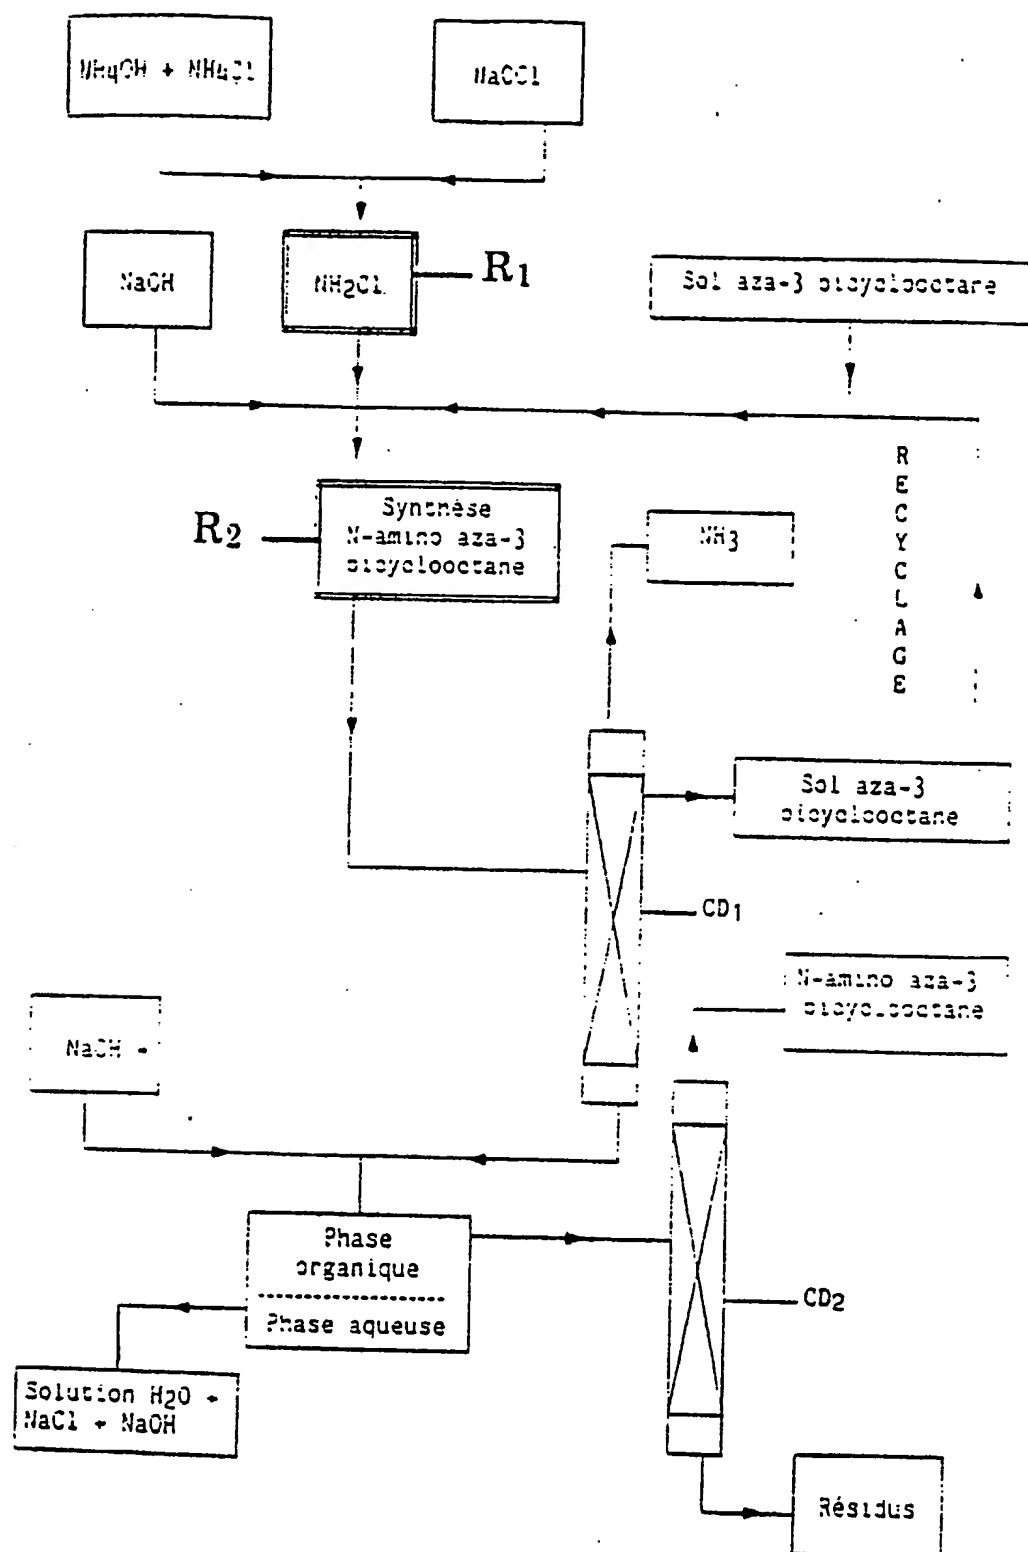 NH4OH + NH4Cl
NaOCl
NaOH
NH2Cl
R1
Sol aza-3 bicyclooctane
R2
Synthèse
N-amino aza-3
bicyclooctane
NH3
RECYCLAGE
Sol aza-3
bicyclooctane
CD1
N-amino aza-3
bicyclooctane
NaOH
Phase
organique
Phase aqueuse
CD2
Solution H2O +
NaCl + NaOH
Résidus